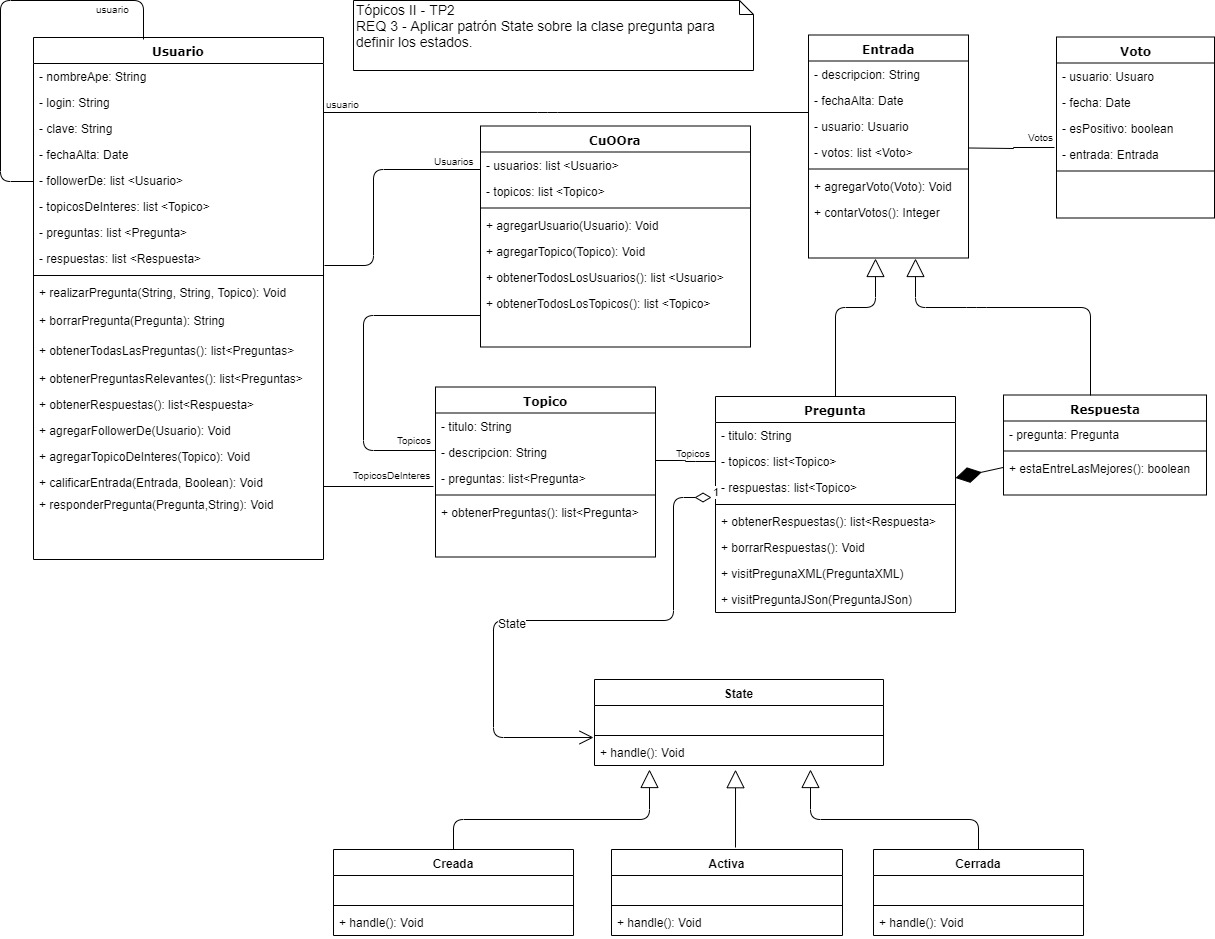 usuario
Tópicos II - TP2
REQ 3 - Aplicar patrón State sobre la clase pregunta para
definir los estados.
Usuario
- nombreApe: String
- login: String
- clave: String
- fechaAlta: Date
- followerDe: list <Usuario>
- topicosDeInteres: list <Topico>
- preguntas: list <Pregunta>
- respuestas: list <Respuesta>
+ realizarPregunta(String, String, Topico): Void
+ borrarPregunta(Pregunta): String
+ obtenerTodasLasPreguntas(): list<Preguntas>
+ obtenerPreguntasRelevantes(): list<Preguntas>
+ obtenerRespuestas(): list<Respuesta>
+ agregarFollowerDe(Usuario): Void
+ agregarTopicoDeInteres(Topico): Void
+ calificarEntrada(Entrada, Boolean): Void
+ responderPregunta(Pregunta,String): Void
usuario
Usuarios
CuOOra
- usuarios: list <Usuario>
- topicos: list <Topico>
+ agregarUsuario(Usuario): Void
+ agregarTopico(Topico): Void
+ obtenerTodosLosUsuarios(): list <Usuario>
+ obtenerTodosLosTopicos(): list <Topico>
Entrada
- descripcion: String
- fechaAlta: Date
- usuario: Usuario
- votos: list <Voto>
+ agregarVoto(Voto): Void
+ contarVotos(): Integer
Votos
Voto
- usuario: Usuaro
- fecha: Date
- esPositivo: boolean
- entrada: Entrada
Topicos
TopicosDeInteres
Topico
- titulo: String
- descripcion: String
- preguntas: list<Pregunta>
+ obtenerPreguntas(): list<Pregunta>
Topicos
1
Pregunta
- titulo: String
- topicos: list<Topico>
- respuestas: list<Topico>
+ obtenerRespuestas(): list<Respuesta>
+ borrarRespuestas(): Void
+ visitPregunaXML(PreguntaXML)
+ visitPreguntaJSon(PreguntaJSon)
Respuesta
- pregunta: Pregunta
+ estaEntreLasMejores(): boolean
State
State
+ handle(): Void
Creada
+ handle(): Void
Activa
+ handle(): Void
Cerrada
+ handle(): Void